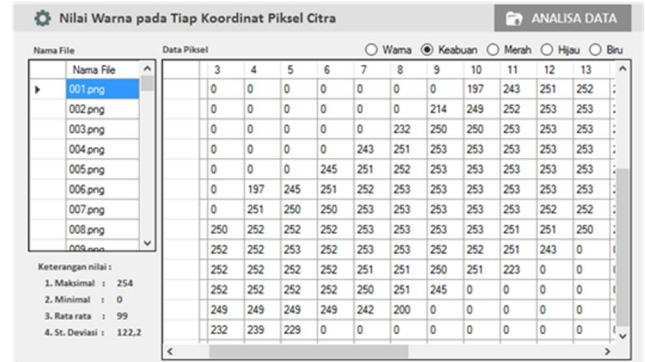 Nilai Warna pada Tiap Koordinat Piksel Citra
ANALISA DATA
Nama File
Data Piksel
Warna Keabuan Merah Hijau Biru
Nama File
001.png
002.png
003.png
004.png
005.png
006.png
007.png
008.png
009.png
3 4 5 6 7 8 9 10 11 12 13
0 0 0 0 0 0 0 197 243 251 252
0 0 0 0 0 0 214 249 252 253 253
0 0 0 0 0 232 250 250 253 253 253
0 0 0 0 243 251 253 253 253 253 253
0 0 0 245 251 252 253 253 253 253 253
0 197 245 251 252 253 253 253 253 253 253
0 251 250 250 253 253 253 253 253 252 252
250 252 252 252 253 253 253 253 251 251 250
252 252 253 252 253 253 252 252 251 243 0
252 252 252 252 251 251 250 251 223 0 0
252 252 252 252 250 251 245 0 0 0 0
249 249 249 249 242 200 0 0 0 0 0
232 239 229 0 0 0 0 0 0 0 0
Keterangan nilai :
1. Maksimal : 254
2. Minimal : 0
3. Rata rata : 99
4. St. Deviasi : 122,2